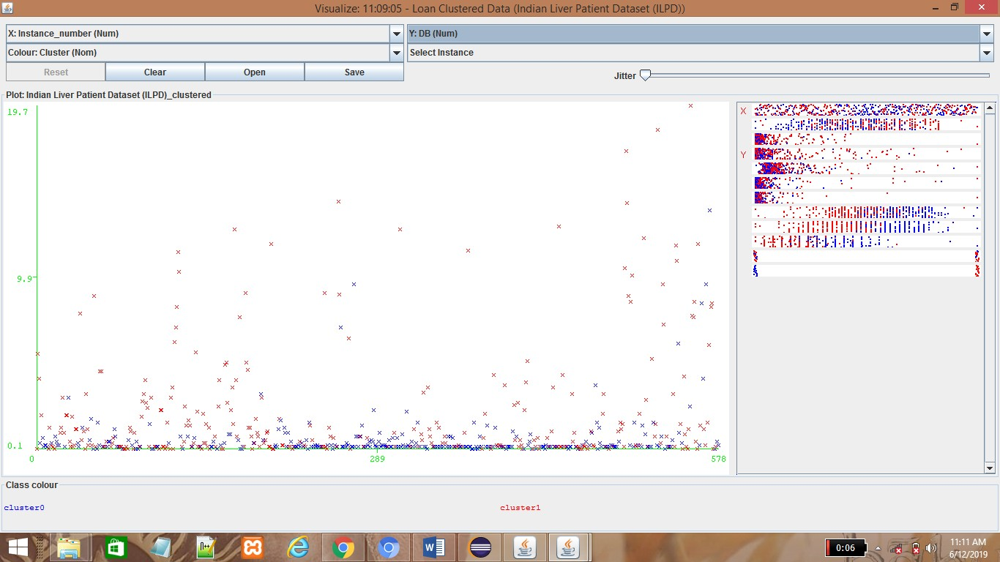 Visualize: 11:09:05 - Loan Clustered Data (Indian Liver Patient Dataset (ILPD))
X: Instance_number (Num)
Y: DB (Num)
Colour: Cluster (Nom)
Select Instance
Reset
Clear
Open
Save
Jitter
Plot: Indian Liver Patient Dataset (ILPD)_clustered
19.7
9.9
0.1
0
289
578
X
Y
Class colour
cluster0
cluster1
0:06
11:11 AM
6/12/2019